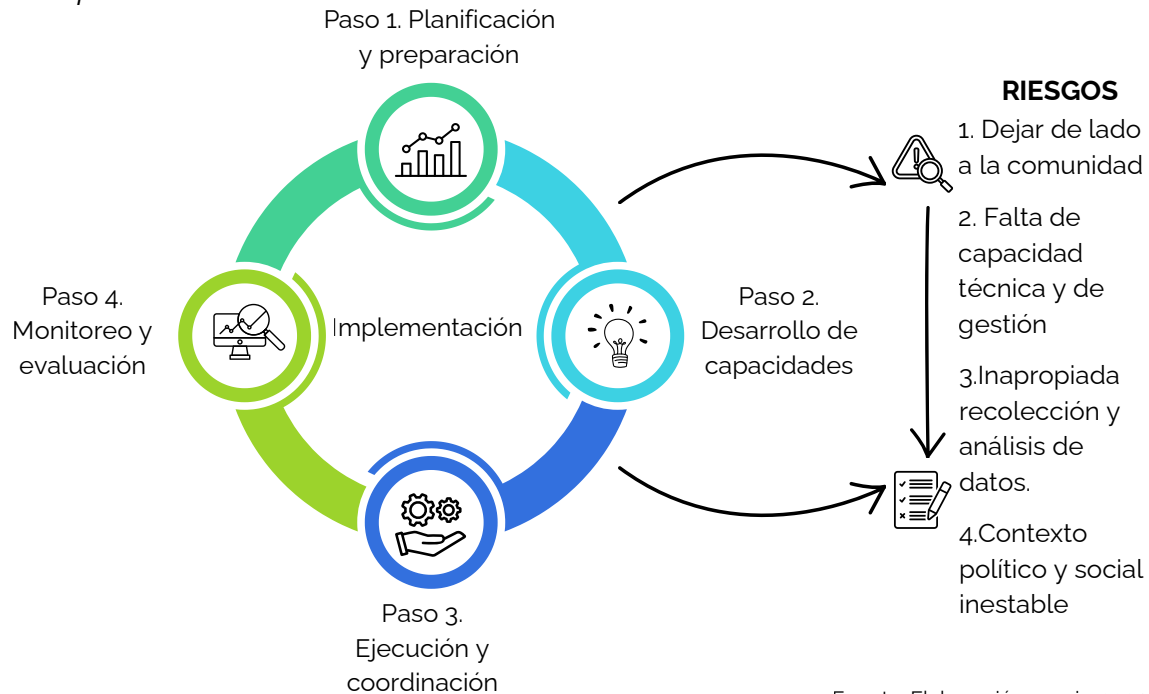 Paso 1. Planificación
y preparación
RIESGOS
1. Dejar de lado
a la comunidad
2. Falta de
capacidad
técnica y de
gestión
3.Inapropiada
recolección y
análisis de
datos.
4.Contexto
político y social
inestable
Paso 4.
Monitoreo y
evaluación
Implementación
Paso 2.
Desarrollo de
capacidades
Paso 3.
Ejecución y
coordinación